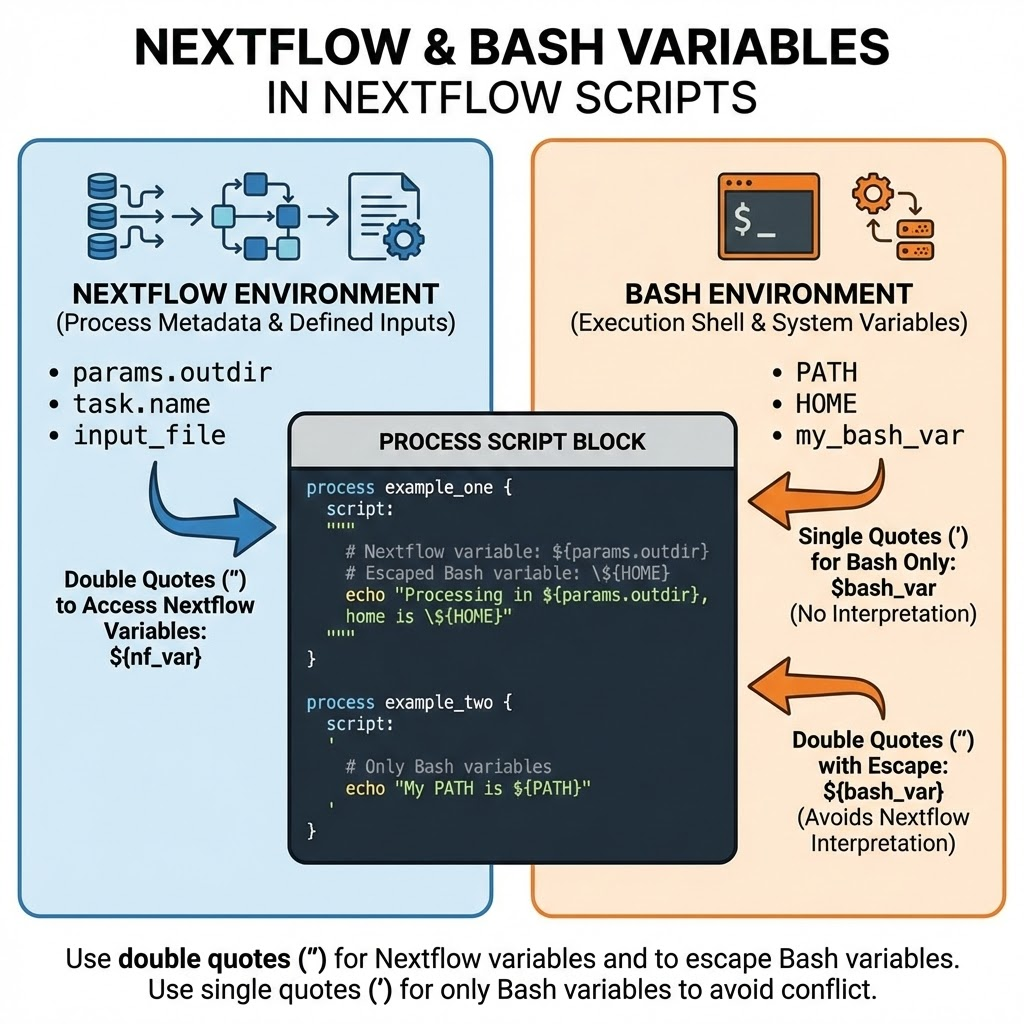 NEXTFLOW & BASH VARIABLES
IN NEXTFLOW SCRIPTS
NEXTFLOW ENVIRONMENT
(Process Metadata & Defined Inputs)
• params.outdir
• task.name
• input_file
Double Quotes (")
to Access Nextflow
Variables:
${nf_var}
$_
BASH ENVIRONMENT
(Execution Shell & System Variables)
• PATH
• HOME
• my_bash_var
Single Quotes (')
for Bash Only:
$bash_var
(No Interpretation)
Double Quotes (")
with Escape:
${bash_var}
(Avoids Nextflow
Interpretation)
PROCESS SCRIPT BLOCK
process example_one {
  script:
  """
    # Nextflow variable: ${params.outdir}
    # Escaped Bash variable: \${HOME}
    echo "Processing in ${params.outdir},
    home is \${HOME}"
  """
}
process example_two {
  script:
  '
    # Only Bash variables
    echo "My PATH is ${PATH}"
  '
}
Use double quotes (") for Nextflow variables and to escape Bash variables.
Use single quotes (') for only Bash variables to avoid conflict.